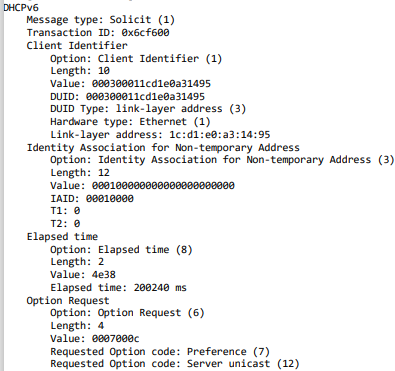 DHCPv6
Message type: Solicit (1)
Transaction ID: 0x6cf600
Client Identifier
Option: Client Identifier (1)
Length: 10
Value: 000300011cd1e0a31495
DUID: 000300011cd1e0a31495
DUID Type: link-layer address (3)
Hardware type: Ethernet (1)
Link-layer address: 1c:d1:e0:a3:14:95
Identity Association for Non-temporary Address
Option: Identity Association for Non-temporary Address (3)
Length: 12
Value: 000100000000000000000000
IAID: 00010000
T1: 0
T2: 0
Elapsed time
Option: Elapsed time (8)
Length: 2
Value: 4e38
Elapsed time: 200240 ms
Option Request
Option: Option Request (6)
Length: 4
Value: 0007000c
Requested Option code: Preference (7)
Requested Option code: Server unicast (12)